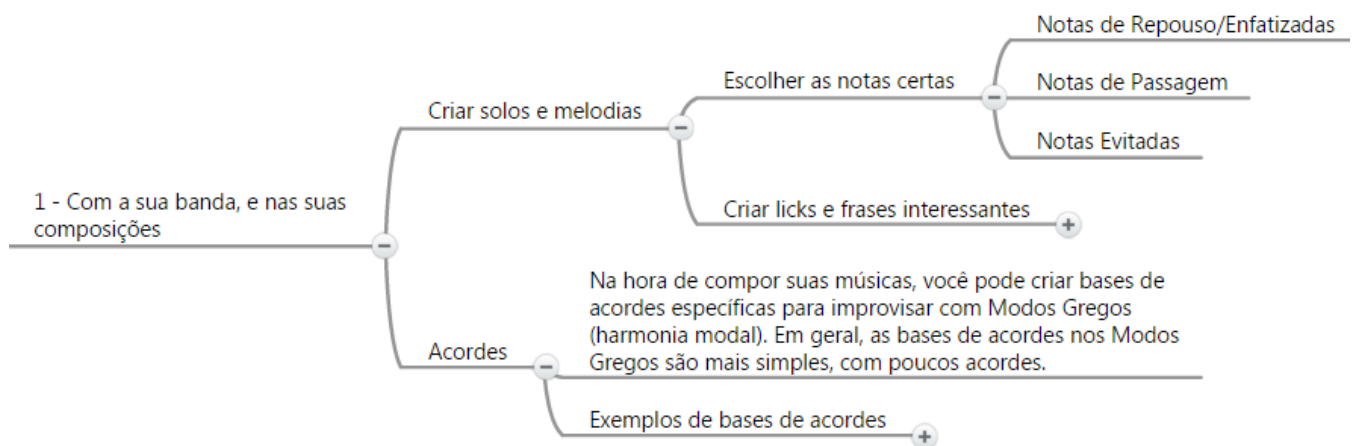 Notas de Repouso/Enfatizadas
Escolher as notas certas
Notas de Passagem
Criar solos e melodias
Notas Evitadas
1 - Com a sua banda, e nas suas
composições
Criar licks e frases interessantes
Na hora de compor suas músicas, você pode criar bases de
acordes específicas para improvisar com Modos Gregos
(harmonia modal). Em geral, as bases de acordes nos Modos
Gregos são mais simples, com poucos acordes.
Acordes
Exemplos de bases de acordes